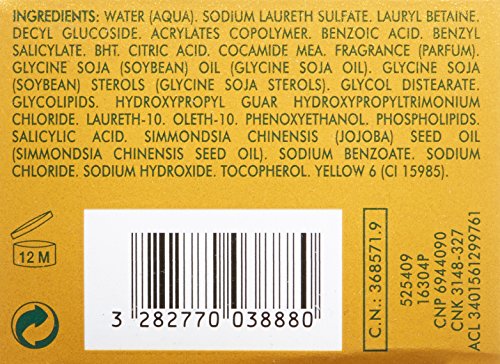 INGREDIENTS: WATER (AQUA). SODIUM LAURETH SULFATE. LAURYL BETAINE.
DECYL GLUCOSIDE. ACRYLATES COPOLYMER. BENZOIC ACID. BENZYL
SALICYLATE. BHT. CITRIC ACID. COCAMIDE MEA. FRAGRANCE (PARFUM).
GLYCINE SOJA (SOYBEAN) OIL (GLYCINE SOJA OIL). GLYCINE SOJA
(SOYBEAN) STEROLS (GLYCINE SOJA STEROLS). GLYCOL DISTEARATE.
GLYCOLIPIDS. HYDROXYPROPYL GUAR HYDROXYPROPYLTRIMONIUM
CHLORIDE. LAURETH-10. OLETH-10. PHENOXYETHANOL. PHOSPHOLIPIDS.
SALICYLIC ACID. SIMMONDSIA CHINENSIS (JOJOBA) SEED OIL
(SIMMONDSIA CHINENSIS SEED OIL). SODIUM BENZOATE. SODIUM
CHLORIDE. SODIUM HYDROXIDE. TOCOPHEROL. YELLOW 6 (CI 15985).
12 M
3 282770 038880
C.N.: 368571.9
525409
16304P
CNP 6944090
CNK 3148-327
ACL 3401561299761